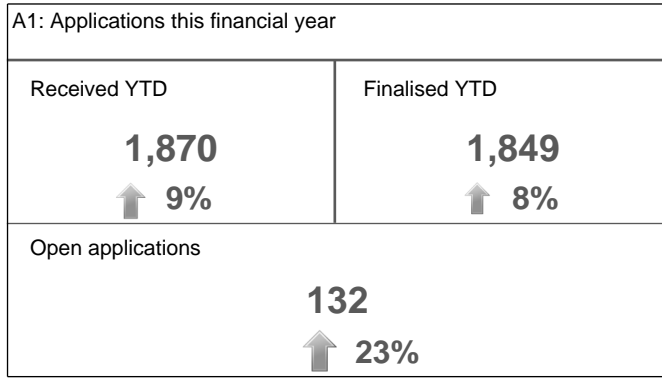 A1: Applications this financial year
Received YTD
1,870
9%
Finalised YTD
1,849
8%
Open applications
132
23%